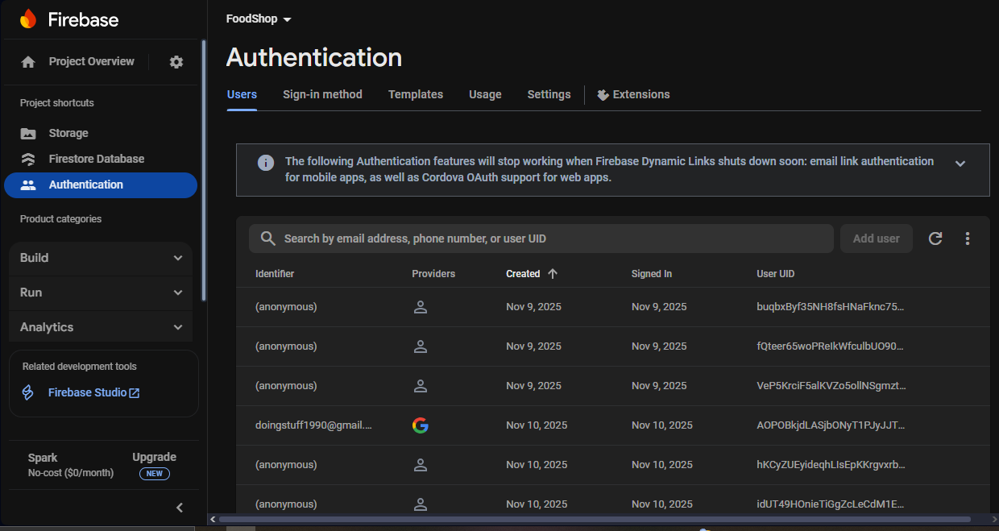 Firebase
Project Overview
Project shortcuts
Storage
Firestore Database
Authentication
Product categories
Build
Run
Analytics
Related development tools
Firebase Studio
Spark
No-cost ($0/month)
Upgrade
NEW
FoodShop
Authentication
Users Sign-in method Templates Usage Settings Extensions
The following Authentication features will stop working when Firebase Dynamic Links shuts down soon: email link authentication
for mobile apps, as well as Cordova OAuth support for web apps.
Search by email address, phone number, or user UID Add user
Identifier Providers Created Signed In User UID
(anonymous) Nov 9, 2025 Nov 9, 2025 buqbxByf35NH8fsHNaFknc75...
(anonymous) Nov 9, 2025 Nov 9, 2025 fQteer65woPReIkWfculbUO90...
(anonymous) Nov 9, 2025 Nov 9, 2025 VeP5KrciF5alKVZo5ollNSgmzt...
doingstuff1990@gmail.... Nov 10, 2025 Nov 10, 2025 AOPOBkjdLASjbONyT1PJyJJT...
(anonymous) Nov 10, 2025 Nov 10, 2025 hKCyZUEyideqhLIsEpKKrgvxrb...
(anonymous) Nov 10, 2025 Nov 10, 2025 idUT49HOnieTiGgZcLeCdM1E...